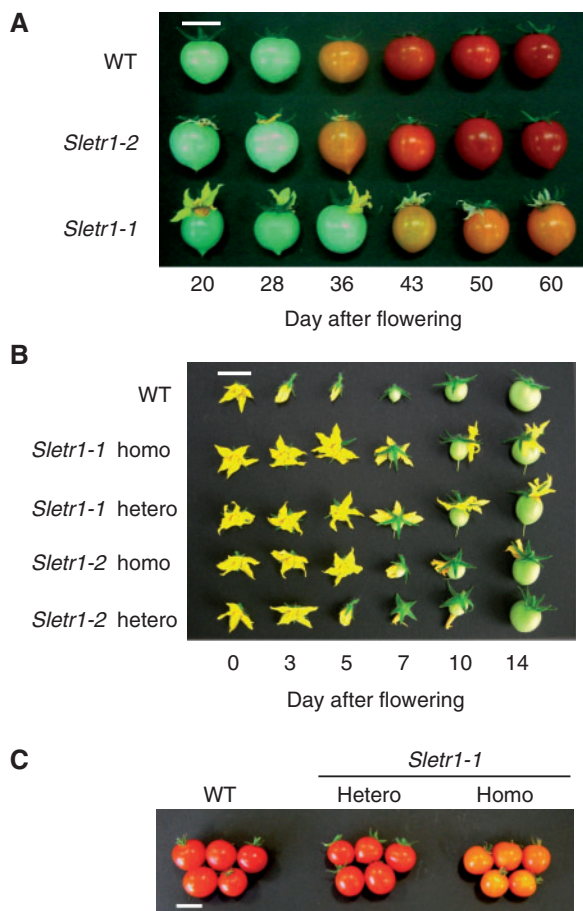 A
WT
Sletr1-2
Sletr1-1
20 28 36 43 50 60
Day after flowering
B
WT
Sletr1-1 homo
Sletr1-1 hetero
Sletr1-2 homo
Sletr1-2 hetero
0 3 5 7 10 14
Day after flowering
C
Sletr1-1
WT Hetero Homo